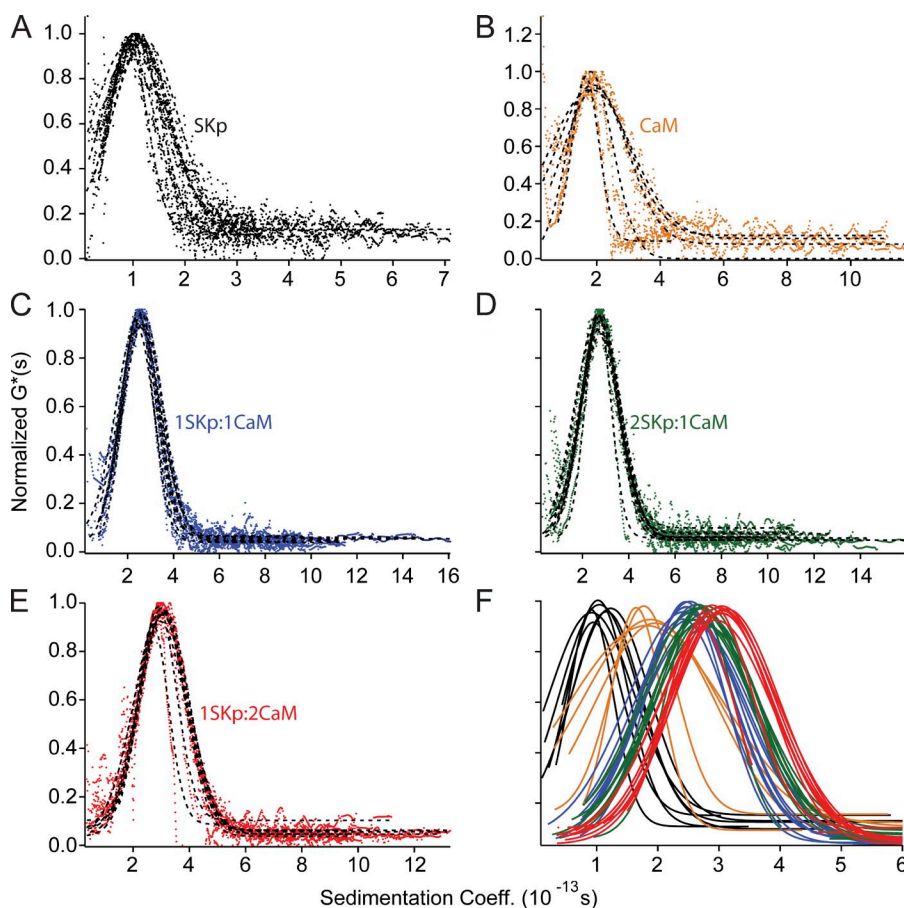 A
1.0
0.8
0.6
0.4
0.2
0.0
SKp
1 2 3 4 5 6 7
B
1.2
1.0
0.8
0.6
0.4
0.2
0.0
CaM
2 4 6 8 10
C
1.0
0.8
0.6
0.4
0.2
0.0
1SKp:1CaM
2 4 6 8 10 12 14 16
D
2SKp:1CaM
2 4 6 8 10 12 14
E
1.0
0.8
0.6
0.4
0.2
0.0
1SKp:2CaM
2 4 6 8 10 12
F
1 2 3 4 5 6
Normalized G*(s)
Sedimentation Coeff. (10 -13 s)